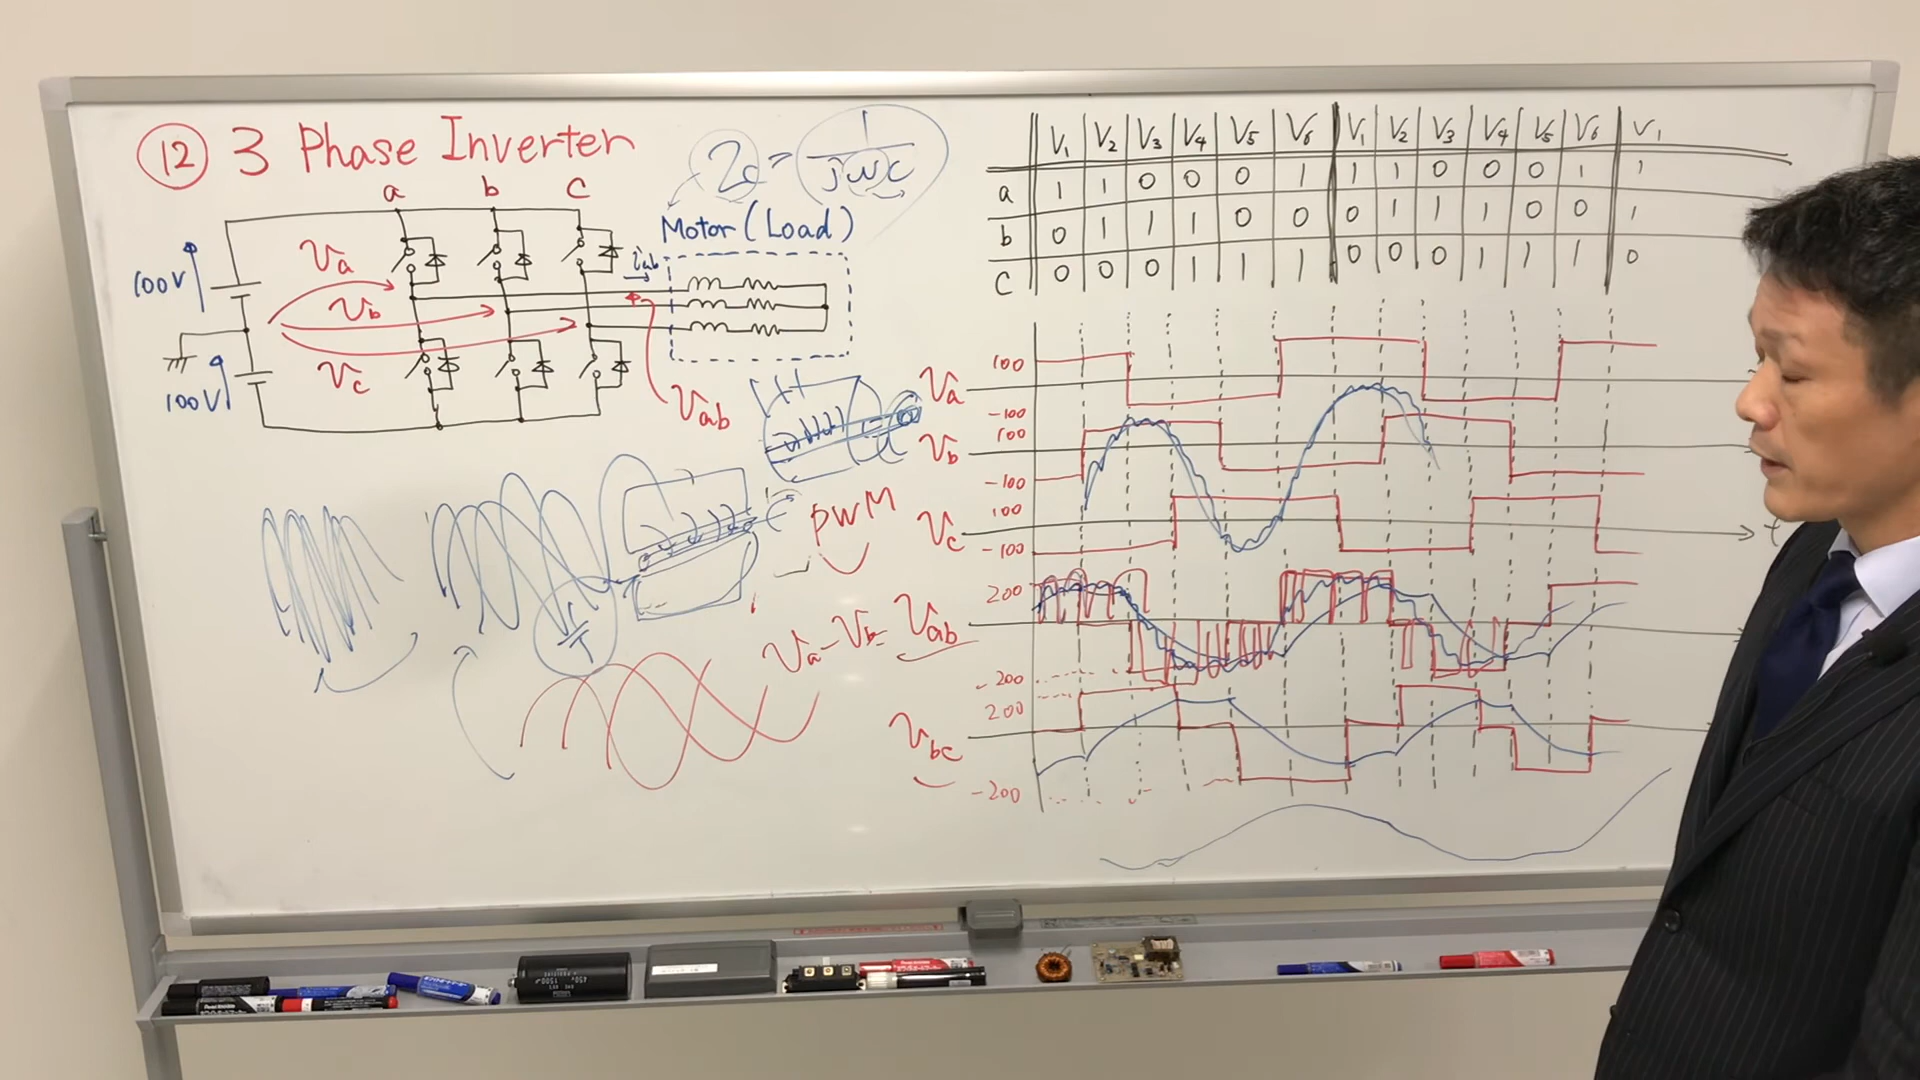 ⑫ 3 Phase Inverter
a b c
Zc = 1/jωC
Motor (Load)
100V
Va
iab
Vb
Vc
100V
Vab
PWM
Va - Vb = Vab
V1 V2 V3 V4 V5 V6 V1 V2 V3 V4 V5 V6 V1
a 1 1 0 0 0 1 1 1 0 0 0 1 1
b 0 1 1 1 0 0 0 1 1 1 0 0 1
c 0 0 0 1 1 1 0 0 0 1 1 1 0
100
Va
-100
100
Vb
-100
100
Vc
-100
t
200
Vab
-200
200
Vbc
-200